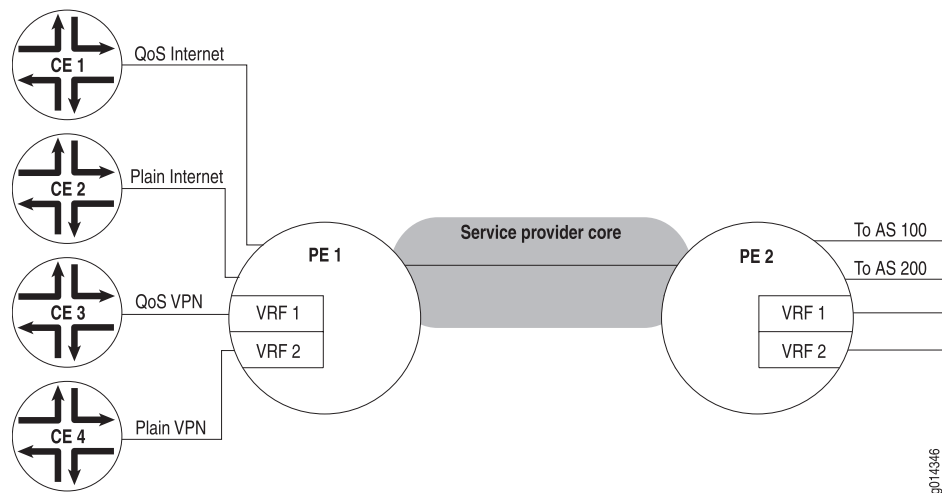 CE 1
QoS Internet
CE 2
Plain Internet
CE 3
QoS VPN
CE 4
Plain VPN
PE 1
VRF 1
VRF 2
Service provider core
PE 2
VRF 1
VRF 2
To AS 100
To AS 200
g014346